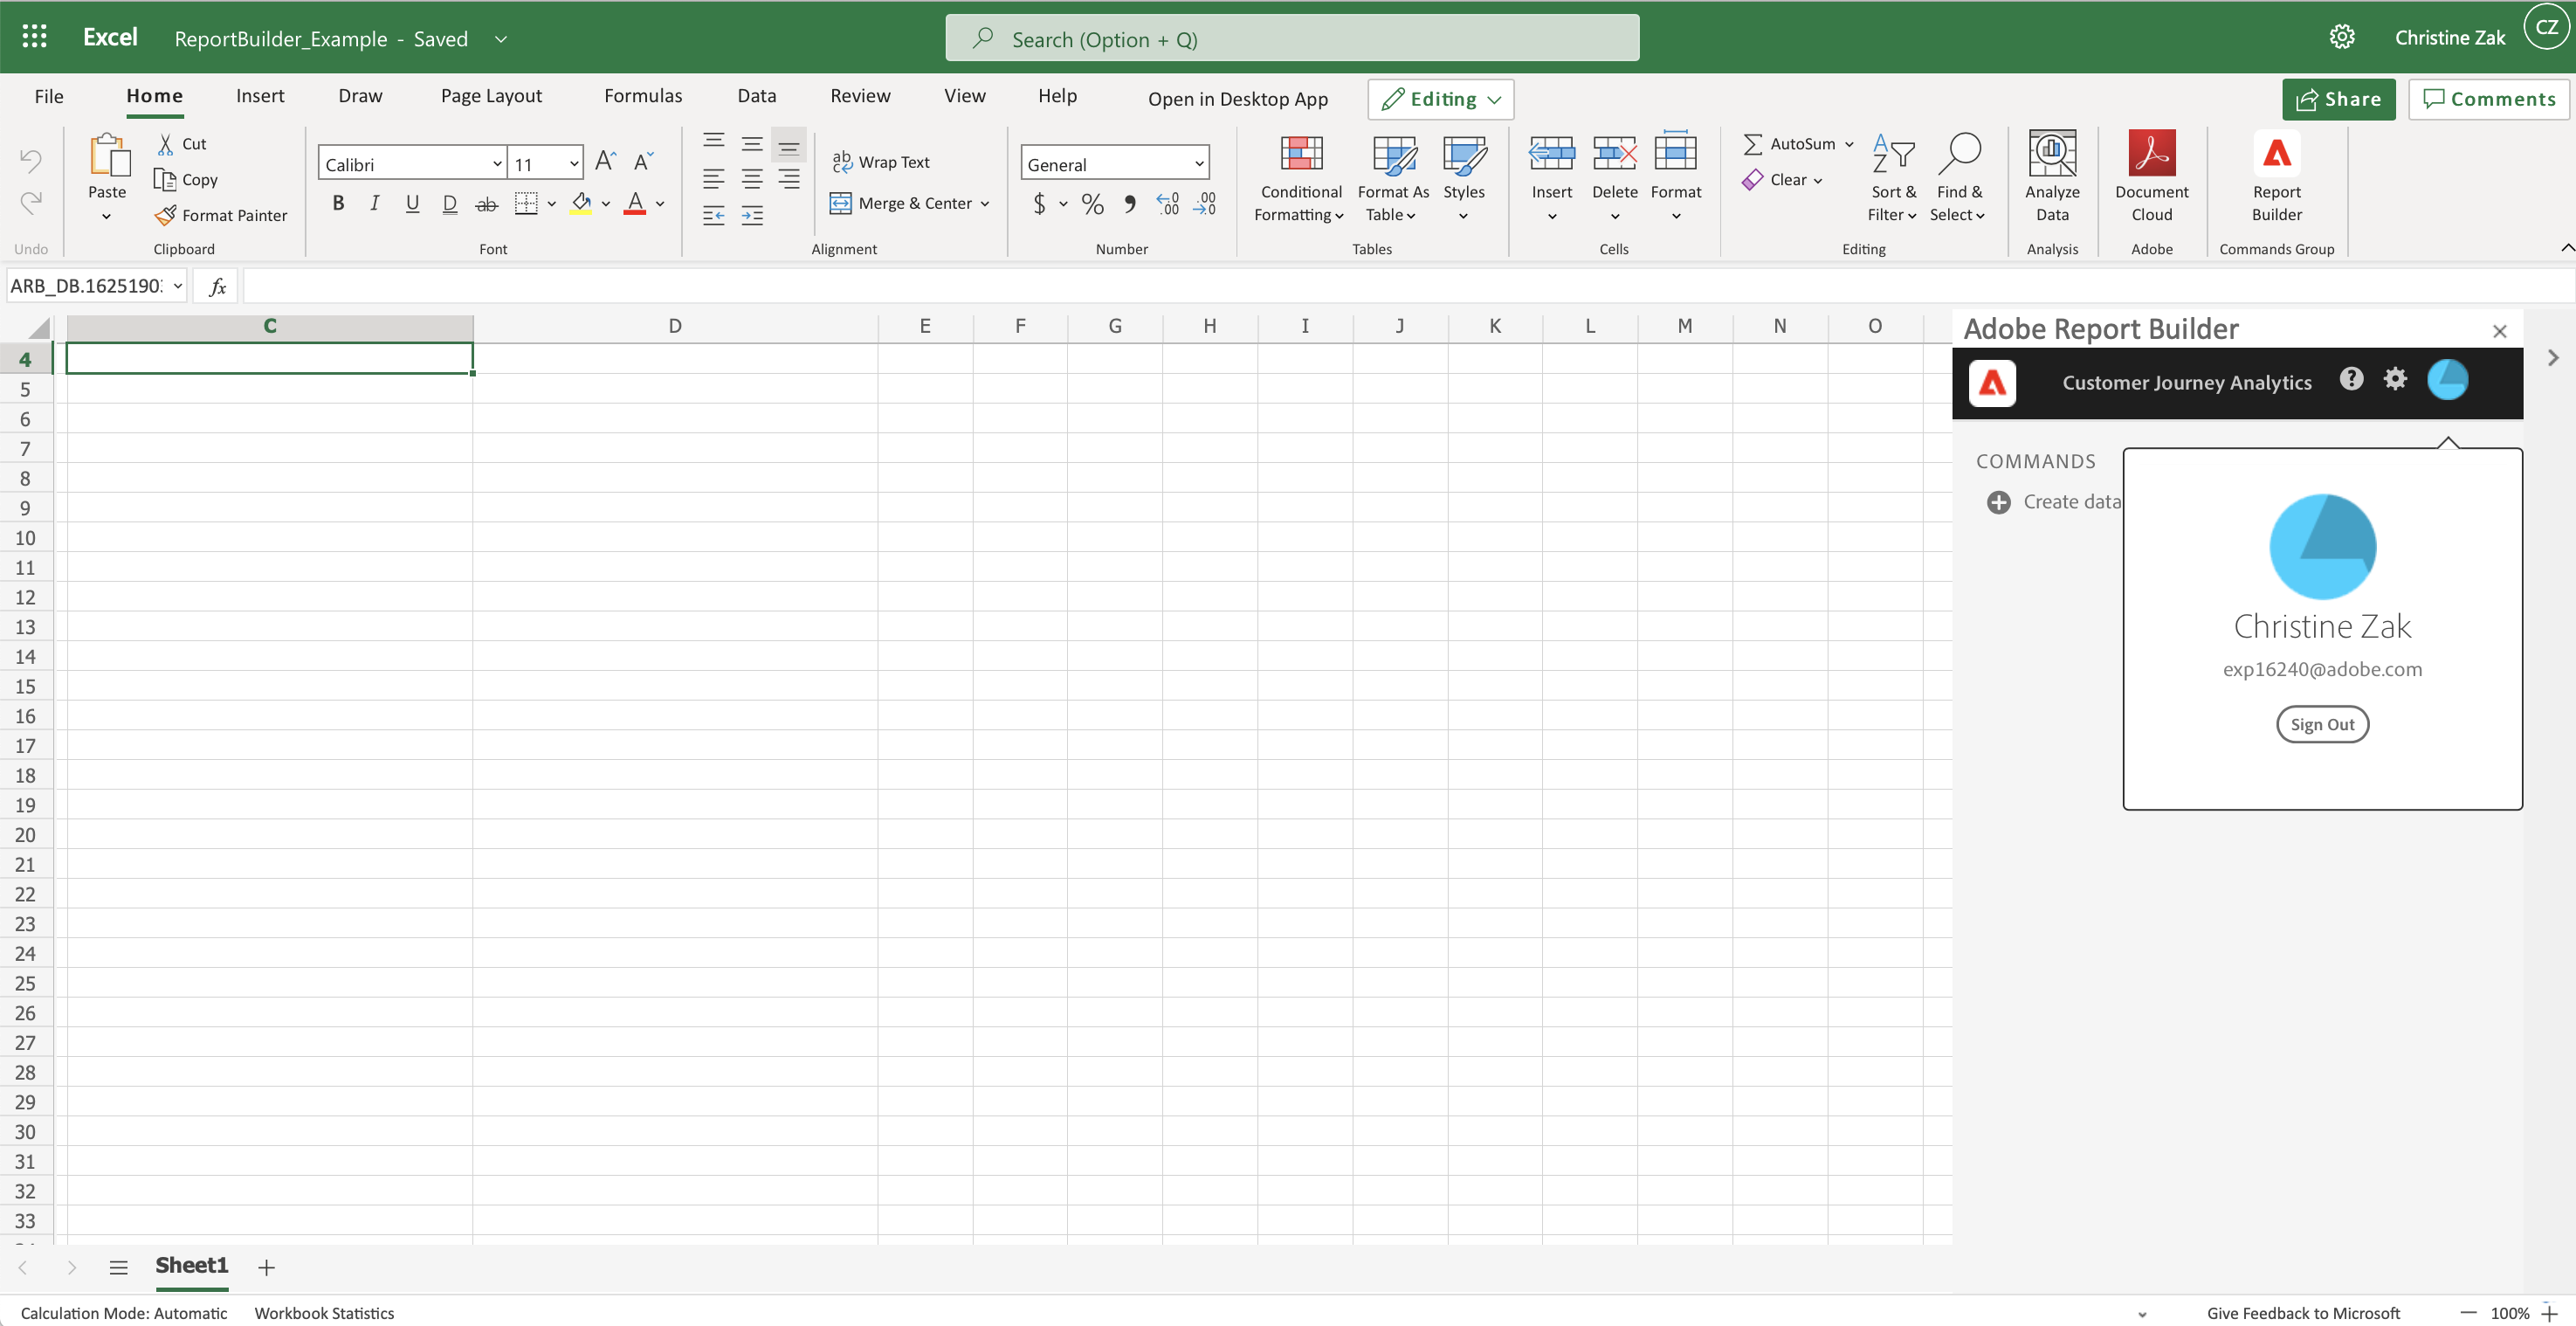 Excel ReportBuilder_Example - Saved
Search (Option + Q)
Christine Zak CZ
File Home Insert Draw Page Layout Formulas Data Review View Help Open in Desktop App Editing Share Comments
Paste
Cut
Copy
Format Painter
Calibri 11
B I U D ab
ab Wrap Text
Merge & Center
General
$ % 9 .00 .00
Conditional Formatting
Format As Table
Styles
Insert
Delete
Format
AutoSum
Clear
Sort & Filter
Find & Select
Analyze Data
Document Cloud
Report Builder
Undo Clipboard Font Alignment Number Tables Cells Editing Analysis Adobe Commands Group
ARB_DB.1625190 fx
C D E F G H I J K L M N O
4
5
6
7
8
9
10
11
12
13
14
15
16
17
18
19
20
21
22
23
24
25
26
27
28
29
30
31
32
33
Adobe Report Builder
Customer Journey Analytics
COMMANDS
Create data
Christine Zak
exp16240@adobe.com
Sign Out
Sheet1
Calculation Mode: Automatic Workbook Statistics
Give Feedback to Microsoft 100%